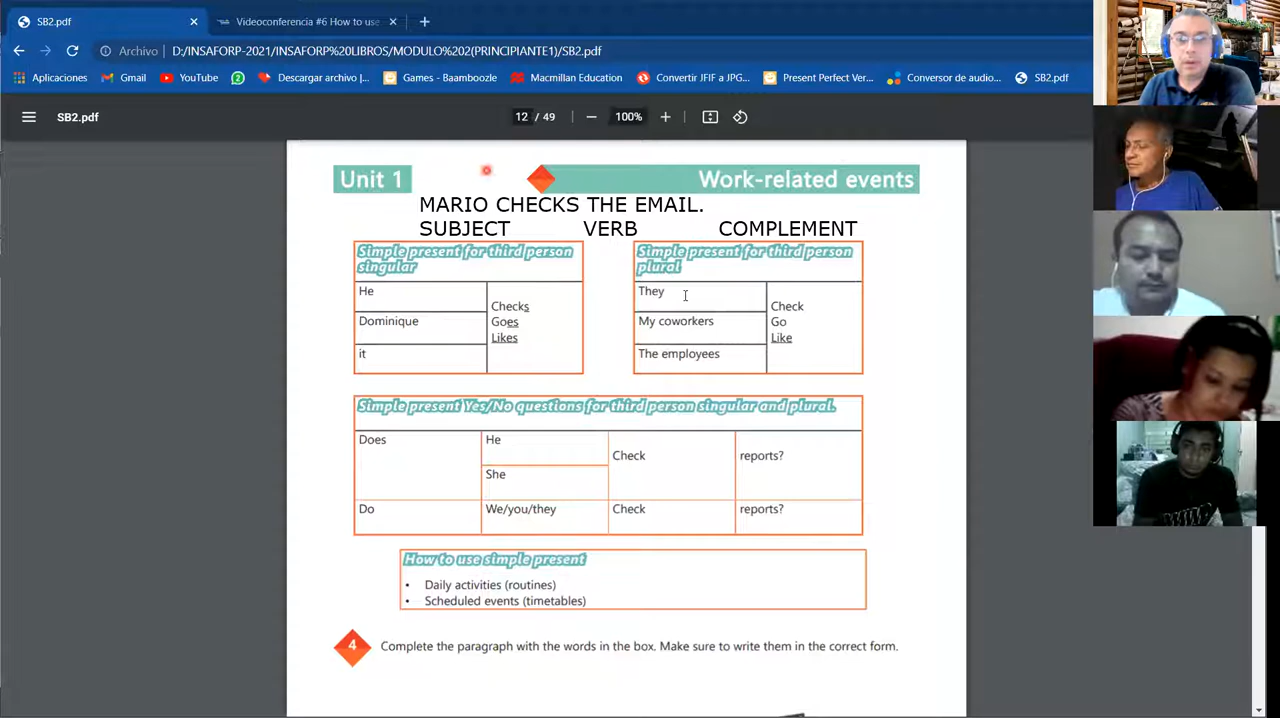 SB2.pdf
Videoconferencia #6 How to use
Archivo D:/INSAFORP-2021/INSAFORP%20LIBROS/MODULO%202(PRINCIPIANTE1)/SB2.pdf
Aplicaciones Gmail YouTube 2 Descargar archivo |... Games - Baamboozle Macmillan Education Convertir JFIF a JPG... Present Perfect Ver... Conversor de audio... SB2.pdf
SB2.pdf 12 / 49 100%
Unit 1 Work-related events
MARIO CHECKS THE EMAIL.
SUBJECT VERB COMPLEMENT
Simple present for third person
singular
He
Dominique
it
Checks
Goes
Likes
Simple present for third person
plural
They
My coworkers
The employees
Check
Go
Like
Simple present Yes/No questions for third person singular and plural.
Does He Check reports?
She
Do We/you/they Check reports?
How to use simple present
• Daily activities (routines)
• Scheduled events (timetables)
4 Complete the paragraph with the words in the box. Make sure to write them in the correct form.